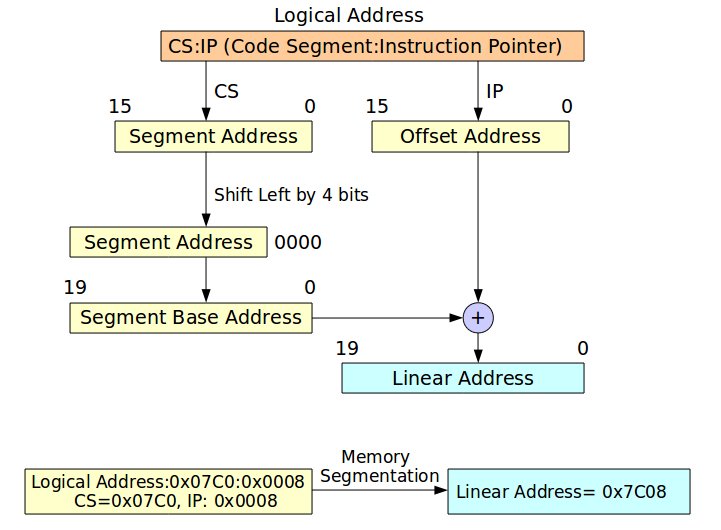 Logical Address
CS:IP (Code Segment:Instruction Pointer)
CS
IP
15 0
15 0
Segment Address
Offset Address
Shift Left by 4 bits
Segment Address 0000
19 0
Segment Base Address
+
19 0
Linear Address
Logical Address:0x07C0:0x0008
CS=0x07C0, IP: 0x0008
Memory
Segmentation
Linear Address= 0x7C08